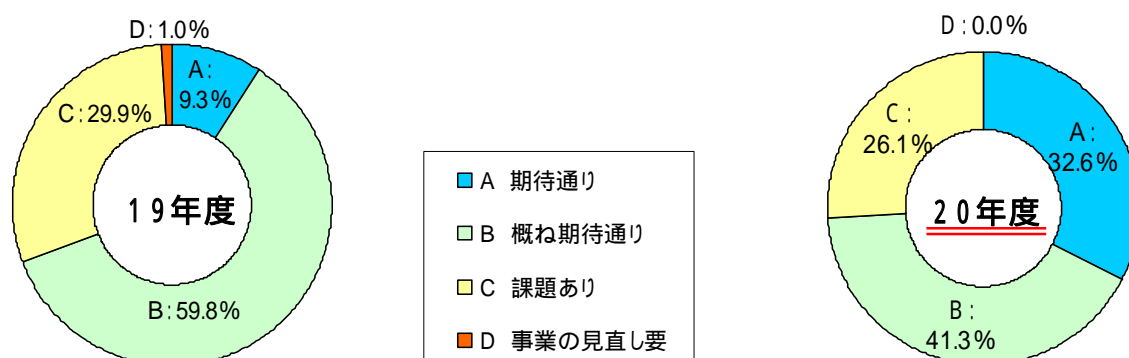 D:1.0%
A:
9.3%
C:29.9%
19年度
B:59.8%
A 期待通り
B 概ね期待通り
C 課題あり
D 事業の見直し要
D:0.0%
C:
26.1%
A:
32.6%
20年度
B:
41.3%